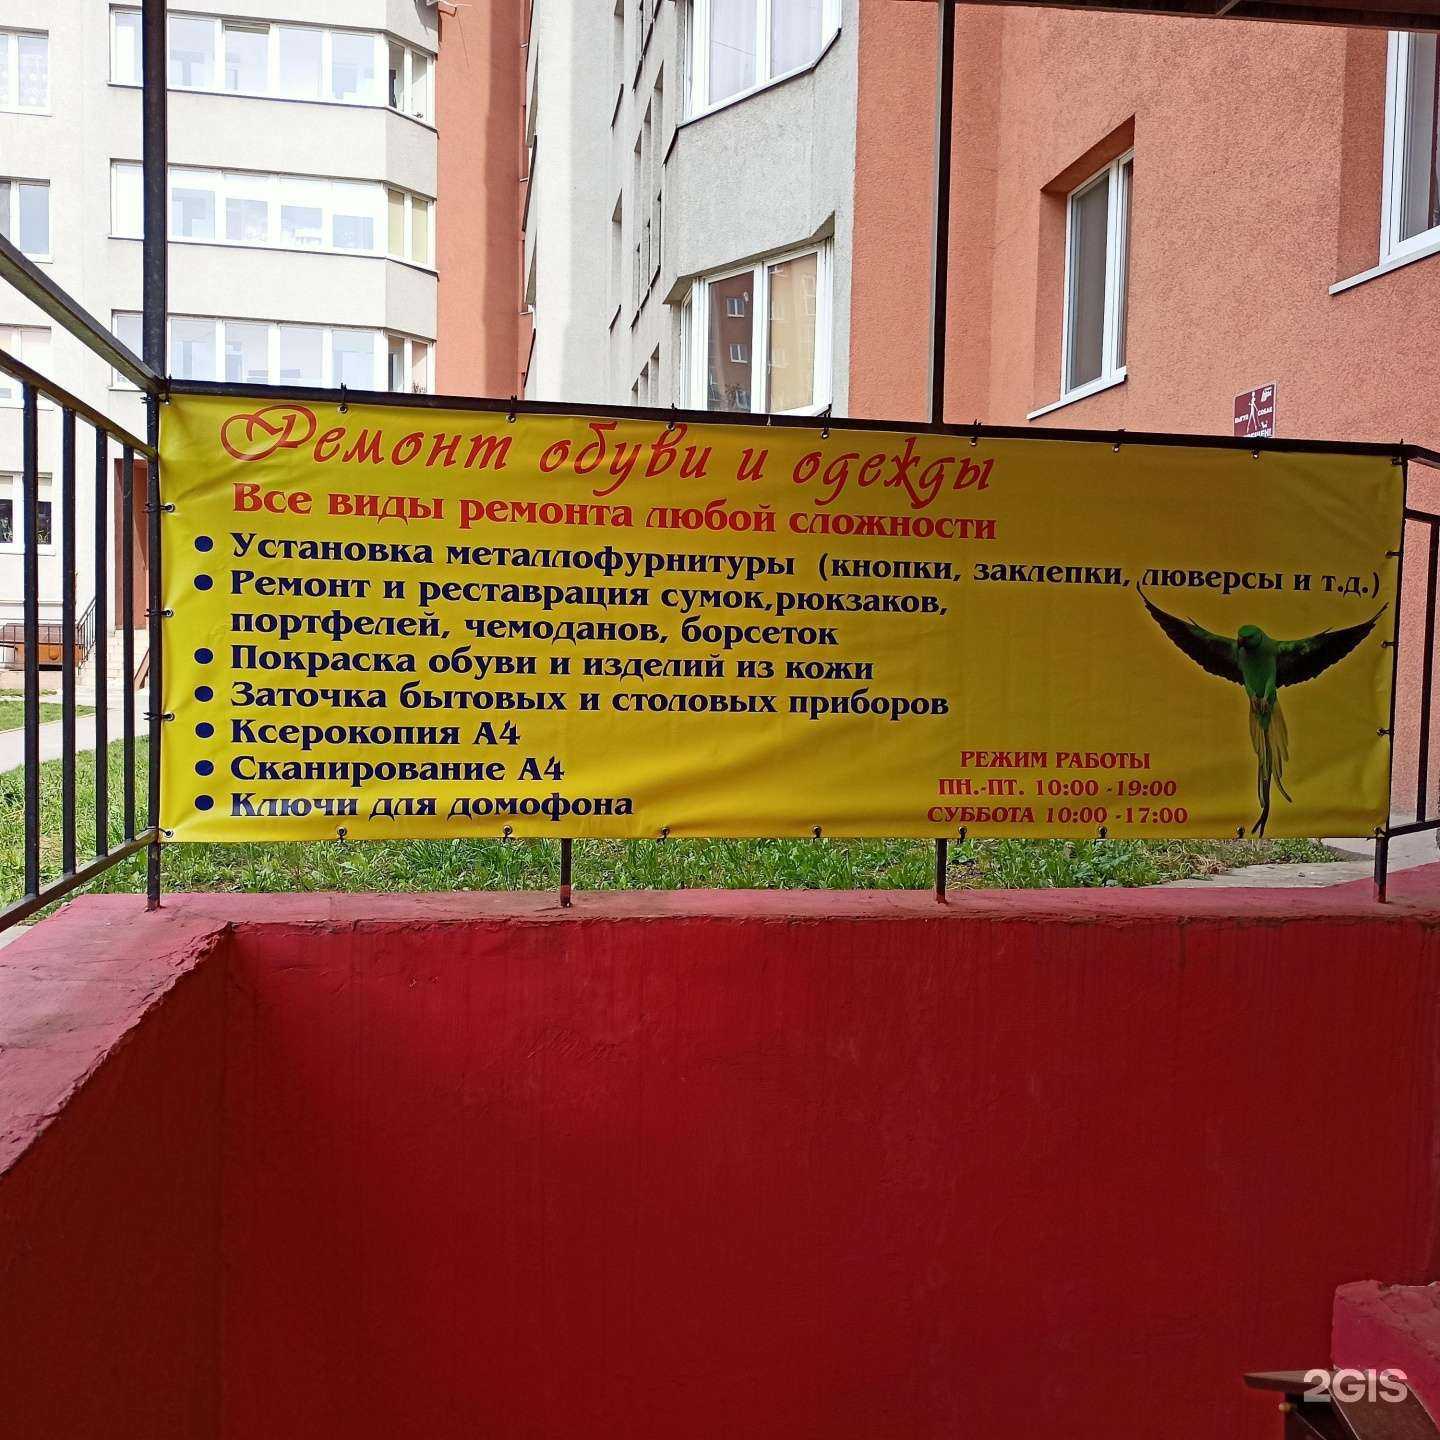 Ремонт обуви и одежды
Все виды ремонта любой сложности
• Установка металлофурнитуры (кнопки, заклепки, люверсы и т.д.)
• Ремонт и реставрация сумок,рюкзаков,
портфелей, чемоданов, борсеток
• Покраска обуви и изделий из кожи
• Заточка бытовых и столовых приборов
• Ксерокопия А4
• Сканирование А4
• Ключи для домофона
РЕЖИМ РАБОТЫ
ПН.-ПТ. 10:00 -19:00
СУББОТА 10:00 -17:00
ВЫГУЛ СОБАК
2GIS